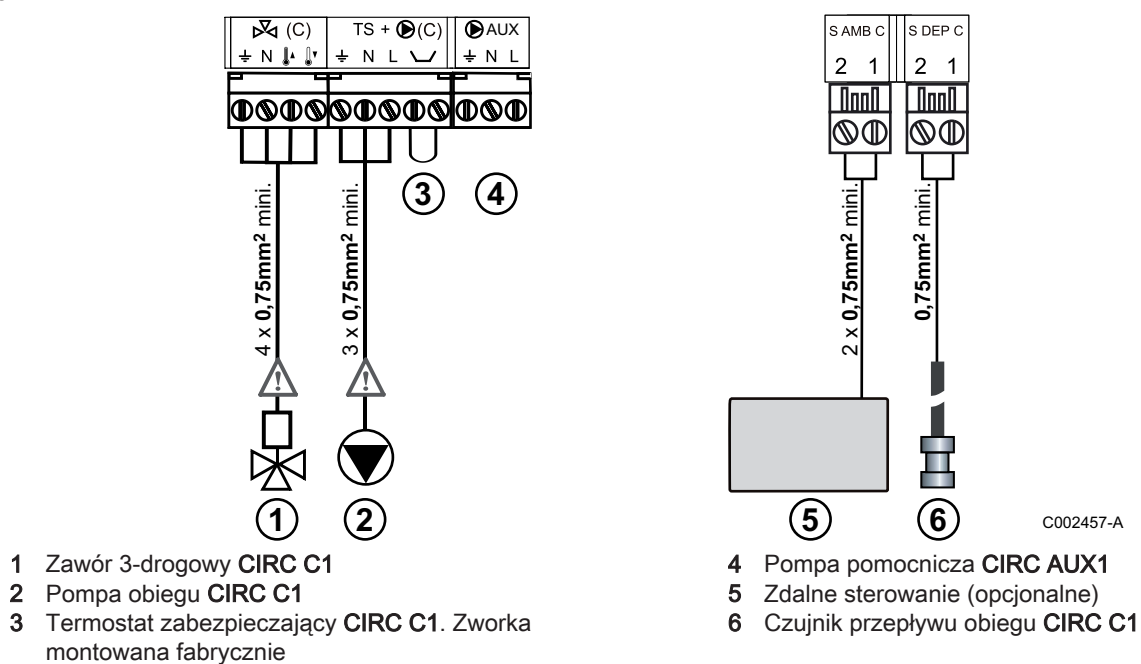 (C) TS + (C) AUX
N N L N L
S AMB C S DEP C
2 1 2 1
3 4
4 x 0,75mm² mini.
3 x 0,75mm² mini.
2 x 0,75mm² mini.
0,75mm² mini.
1 2
5 6
C002457-A
1 Zawór 3-drogowy CIRC C1
2 Pompa obiegu CIRC C1
3 Termostat zabezpieczający CIRC C1. Zworka
montowana fabrycznie
4 Pompa pomocnicza CIRC AUX1
5 Zdalne sterowanie (opcjonalne)
6 Czujnik przepływu obiegu CIRC C1